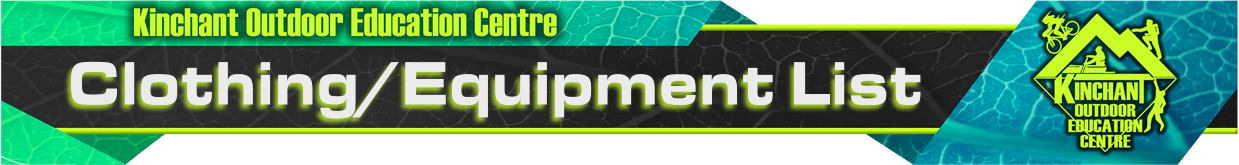 Kinchant Outdoor Education Centre
Clothing/Equipment List
KINCHANT
OUTDOOR
EDUCATION
CENTRE